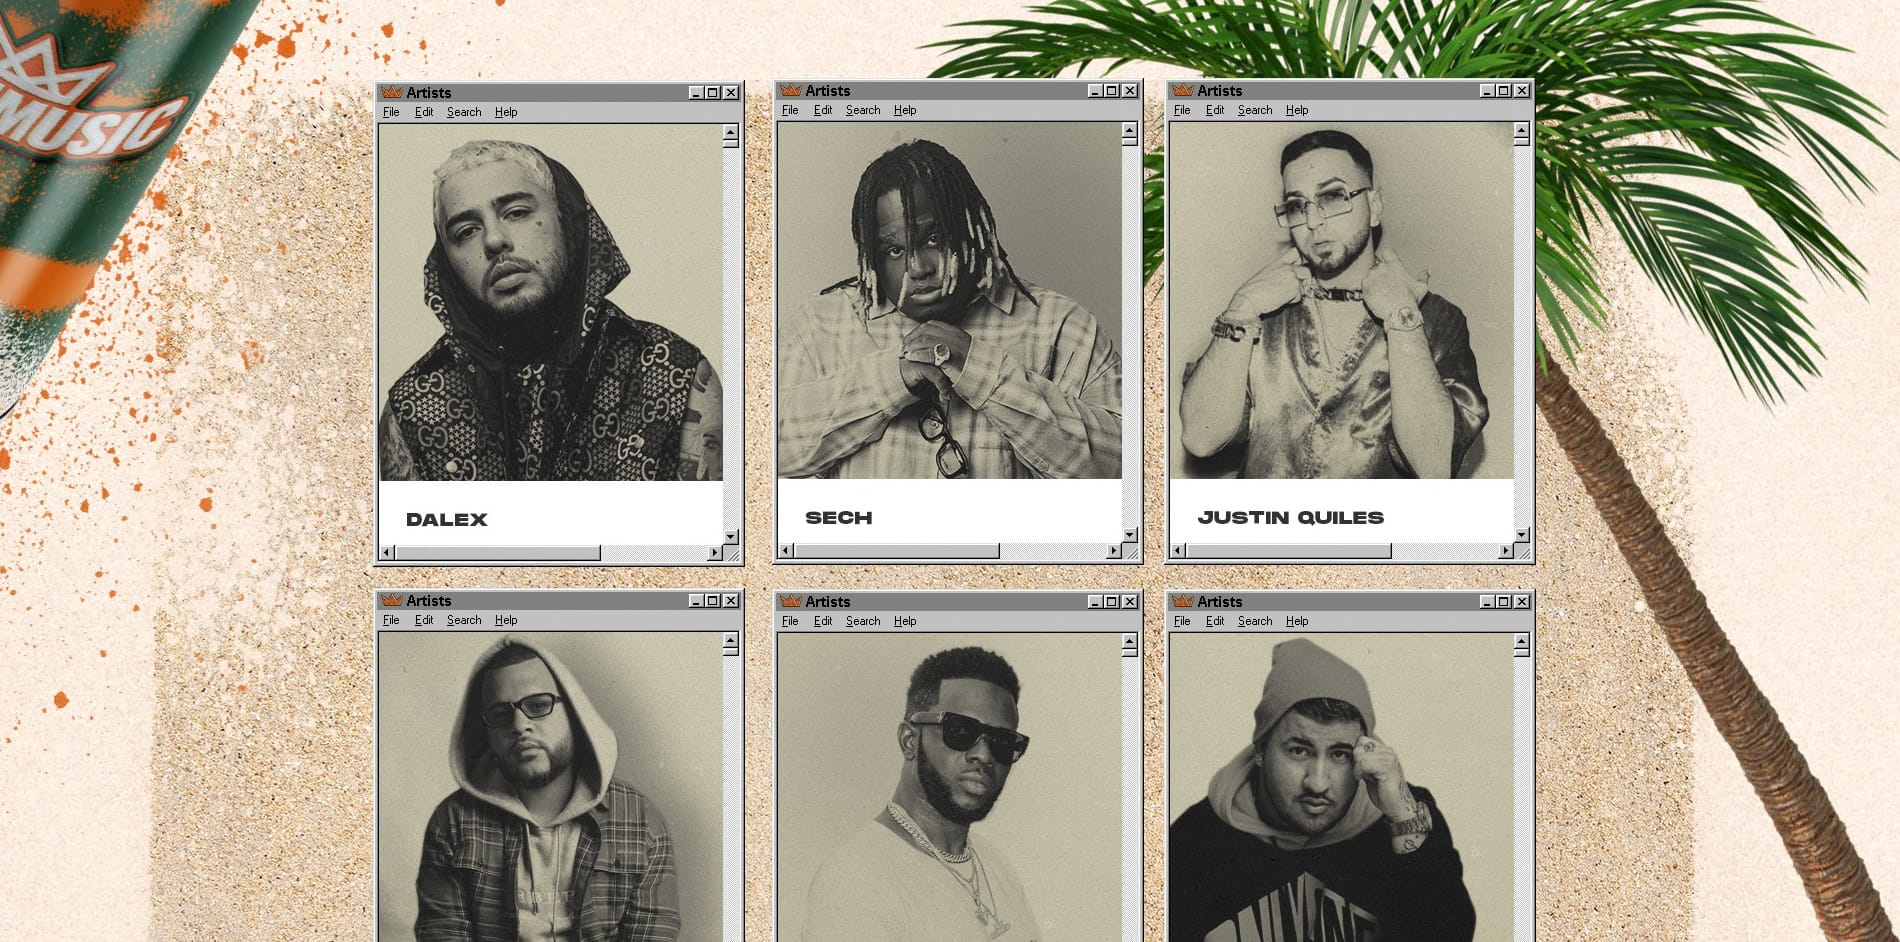 MUSIC
Artists
File Edit Search Help
DALEX
Artists
File Edit Search Help
SECH
Artists
File Edit Search Help
JUSTIN QUILES
Artists
File Edit Search Help
Artists
File Edit Search Help
Artists
File Edit Search Help